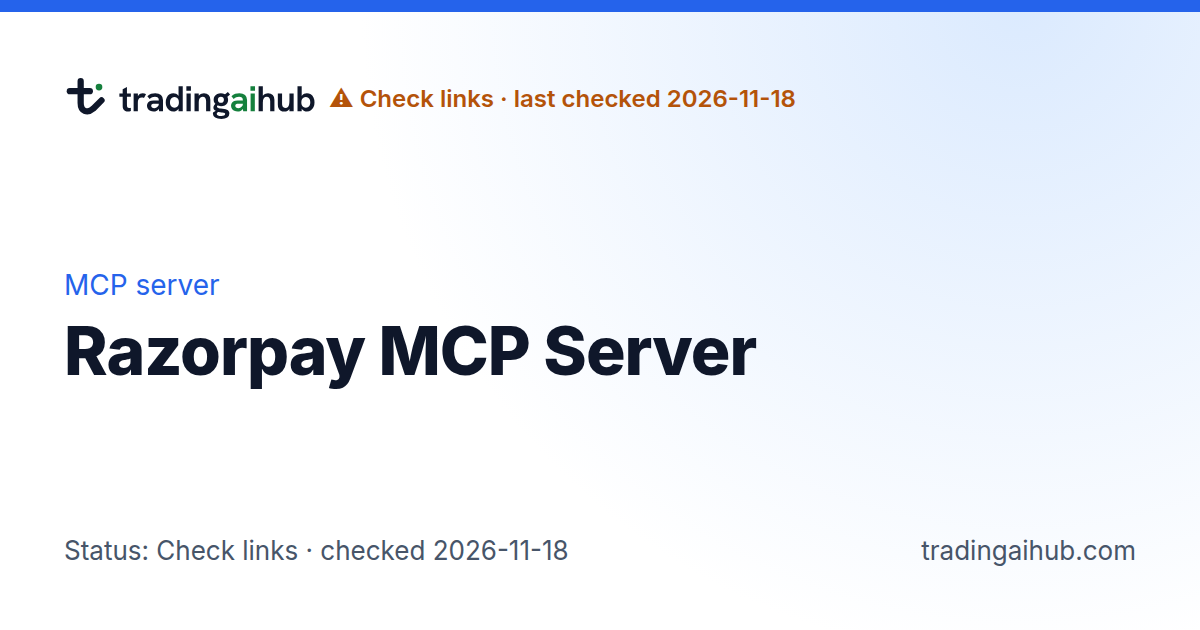 tradingaihub ⚠ Check links · last checked 2026-11-18
MCP server
Razorpay MCP Server
Status: Check links · checked 2026-11-18
tradingaihub.com